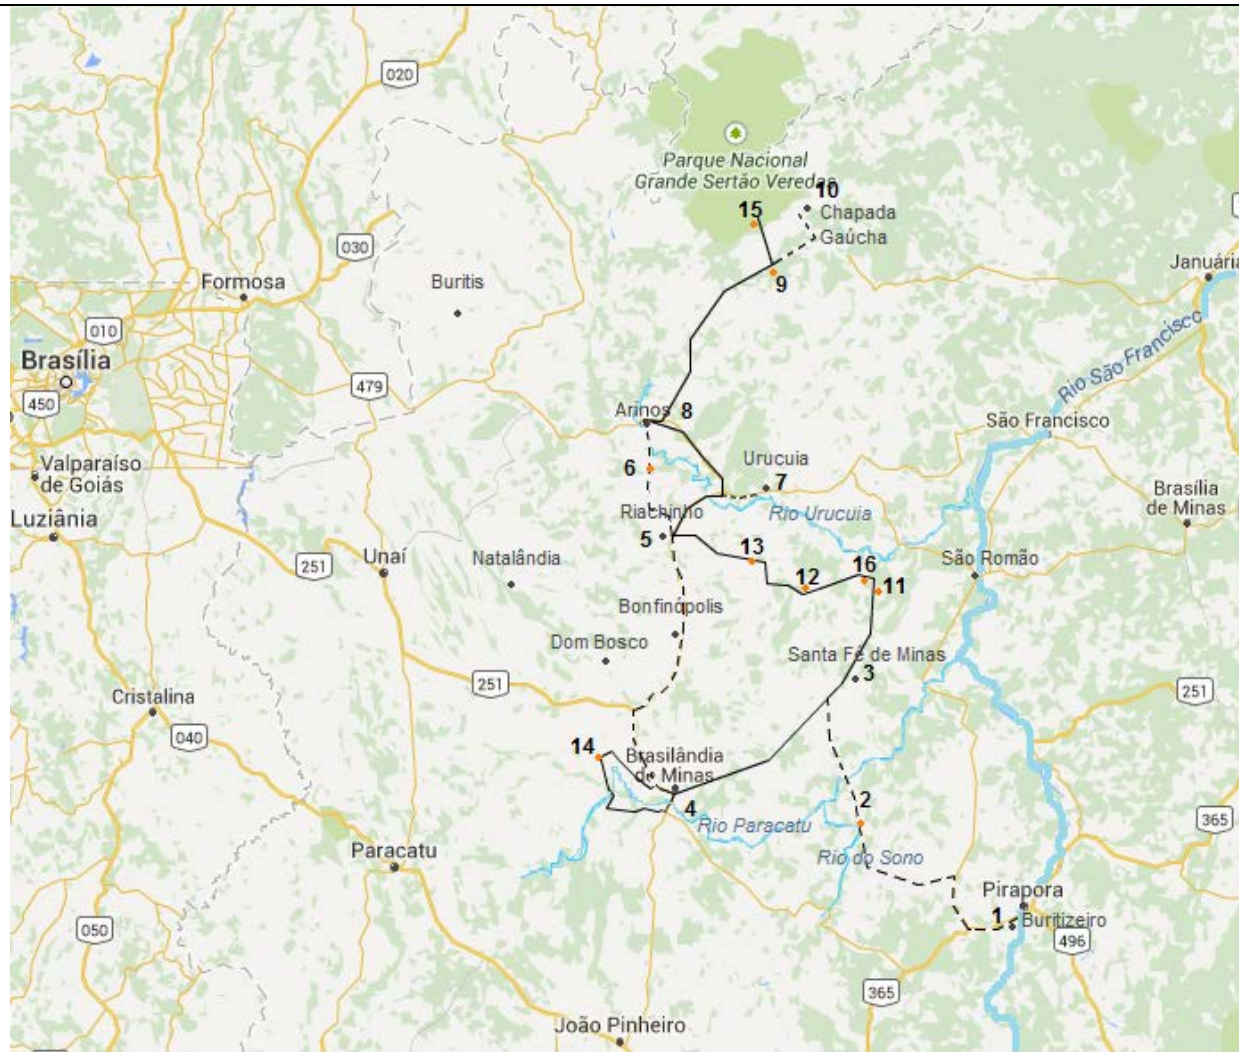 020
Parque Nacional
Grande Sertão Veredas
10
15
Chapada
Gaúcha
030
Januária
Formosa
Buritis
9
010
Rio São Francisco
Brasília
479
450
Arinos
8
São Francisco
Valparaíso
de Goiás
6
Urucuia
7
Brasília
de Minas
Luziânia
Riachinho
Rio Urucuia
5
Unaí
251
Natalândia
13
São Romão
12
16
11
Bonfinópolis
Dom Bosco
Santa Fé de Minas
3
251
251
Cristalina
040
14
Brasilândia
de Minas
4
Rio Paracatu
2
365
Paracatu
Rio do Sono
Pirapora
1
Buritizeiro
050
496
365
João Pinheiro